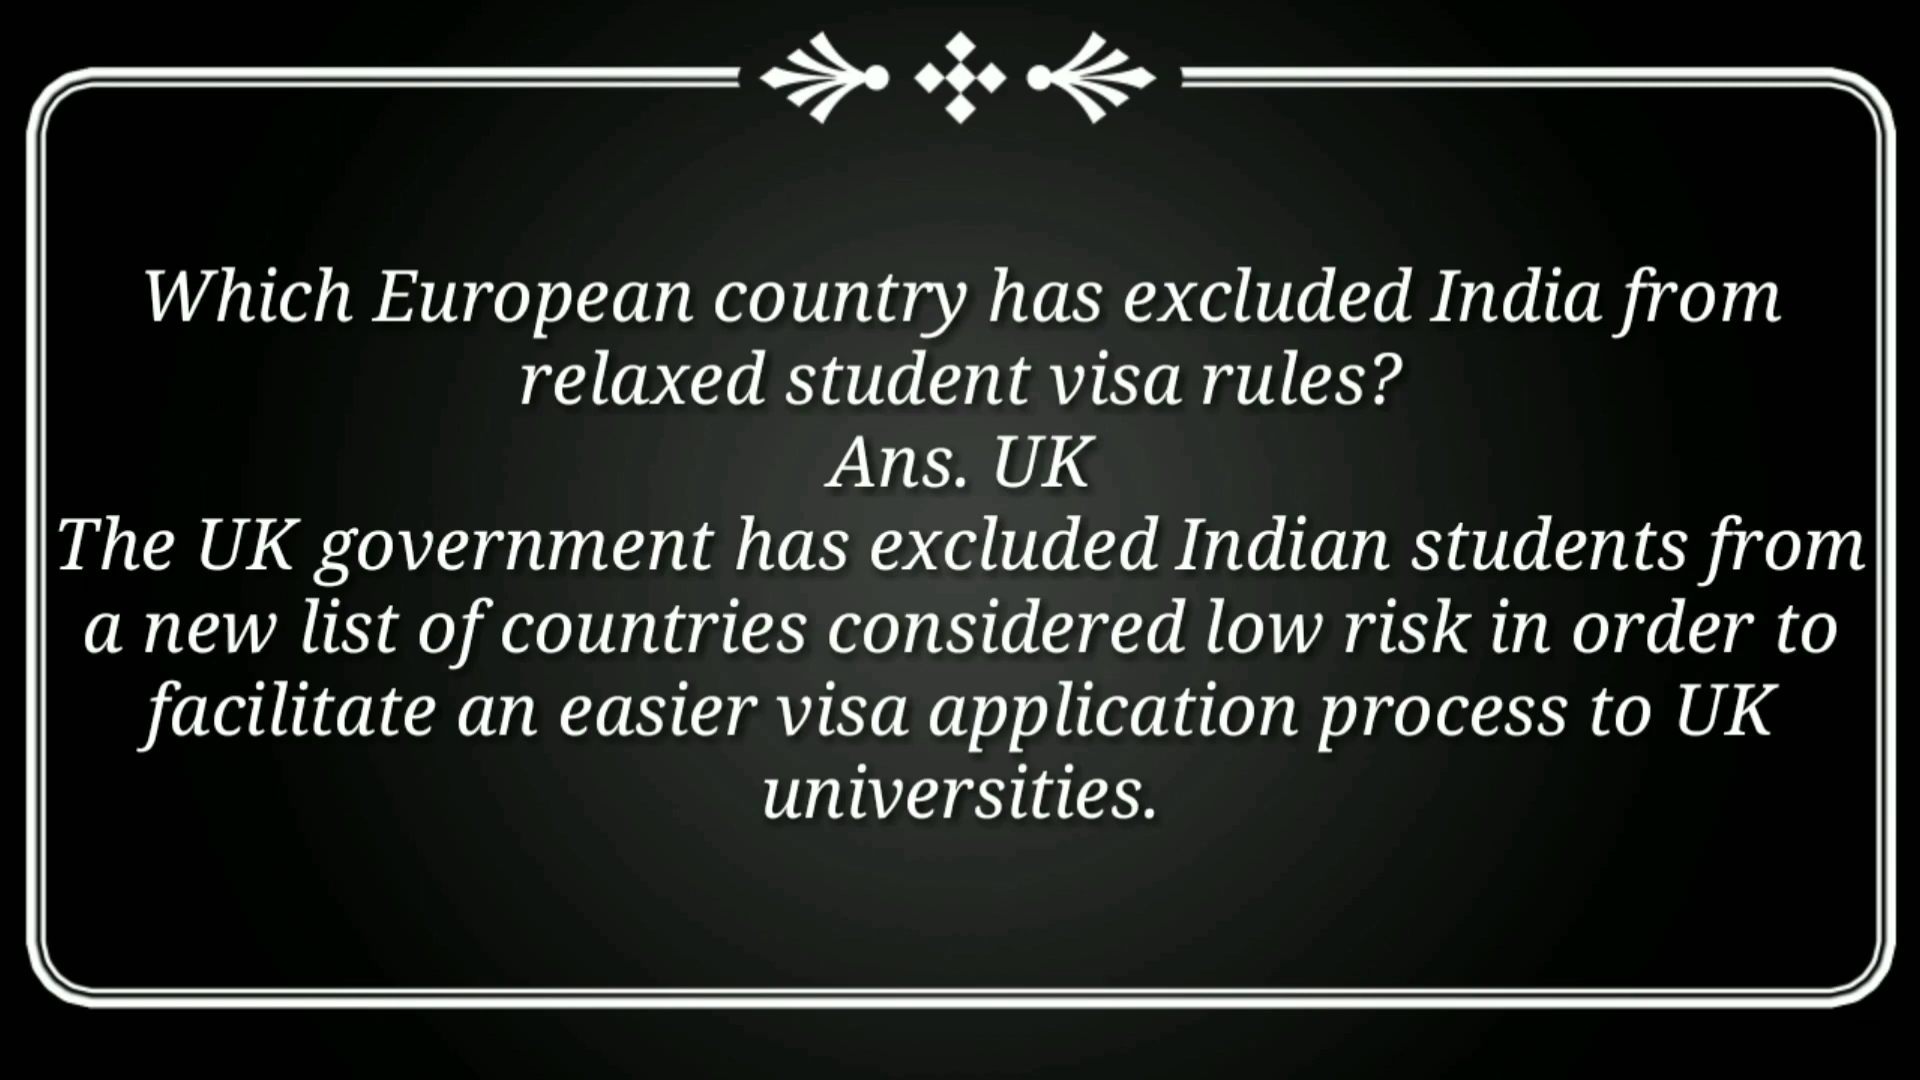 Which European country has excluded India from
relaxed student visa rules?
Ans. UK
The UK government has excluded Indian students from
a new list of countries considered low risk in order to
facilitate an easier visa application process to UK
universities.